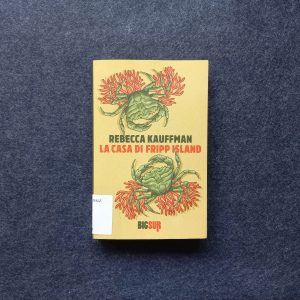 REBECCA KAUFFMAN
LA CASA DI FRIPP ISLAND
BIGSUR